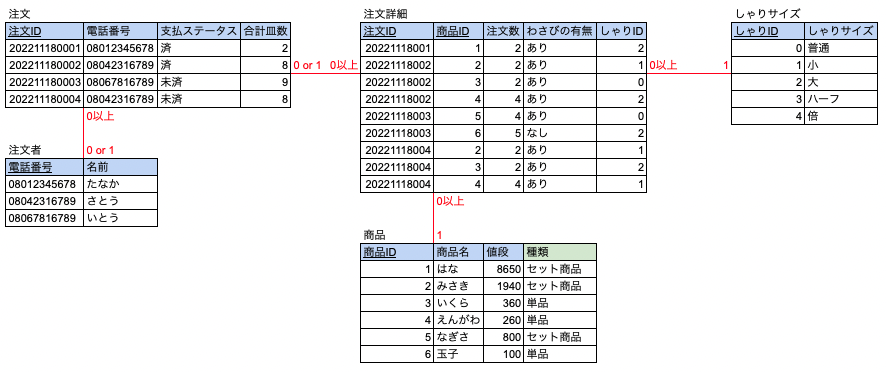 注文
注文ID 電話番号 支払ステータス 合計皿数
202211180001 08012345678 済 2
202211180002 08042316789 済 8
202211180003 08067816789 未済 9
202211180004 08042316789 未済 8
0 or 1 0以上
0以上
0 or 1
注文者
電話番号 名前
08012345678 たなか
08042316789 さとう
08067816789 いとう
注文詳細
注文ID 商品ID 注文数 わさびの有無 しゃりID
20221118001 1 2 あり 2
20221118002 2 2 あり 1
20221118002 3 2 あり 0
20221118002 4 4 あり 2
20221118003 5 4 あり 0
20221118003 6 5 なし 2
20221118004 2 2 あり 1
20221118004 3 2 あり 2
20221118004 4 4 あり 1
0以上 1
0以上
1
商品
商品ID 商品名 値段 種類
1 はな 8650 セット商品
2 みさき 1940 セット商品
3 いくら 360 単品
4 えんがわ 260 単品
5 なぎさ 800 セット商品
6 玉子 100 単品
しゃりサイズ
しゃりID しゃりサイズ
0 普通
1 小
2 大
3 ハーフ
4 倍